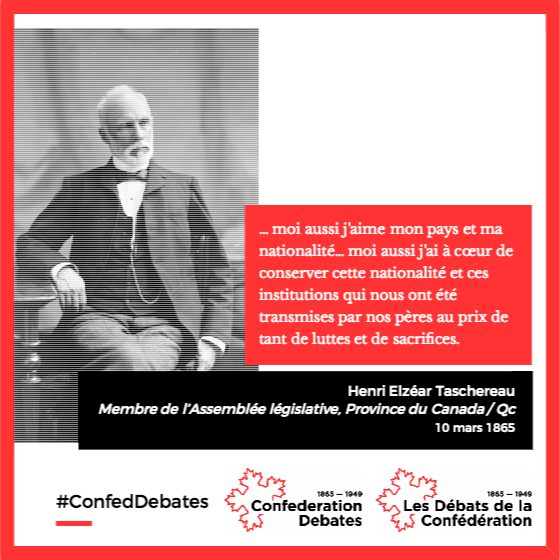 ... moi aussi j'aime mon pays et ma
nationalité... moi aussi j'ai à cœur de
conserver cette nationalité et ces
institutions qui nous ont été
transmises par nos pères au prix de
tant de luttes et de sacrifices.
Henri Elzéar Taschereau
Membre de l'Assemblée législative, Province du Canada / Qc
10 mars 1865
#ConfedDebates
1865 — 1949
Confederation
Debates
1865 — 1949
Les Débats de la
Confédération